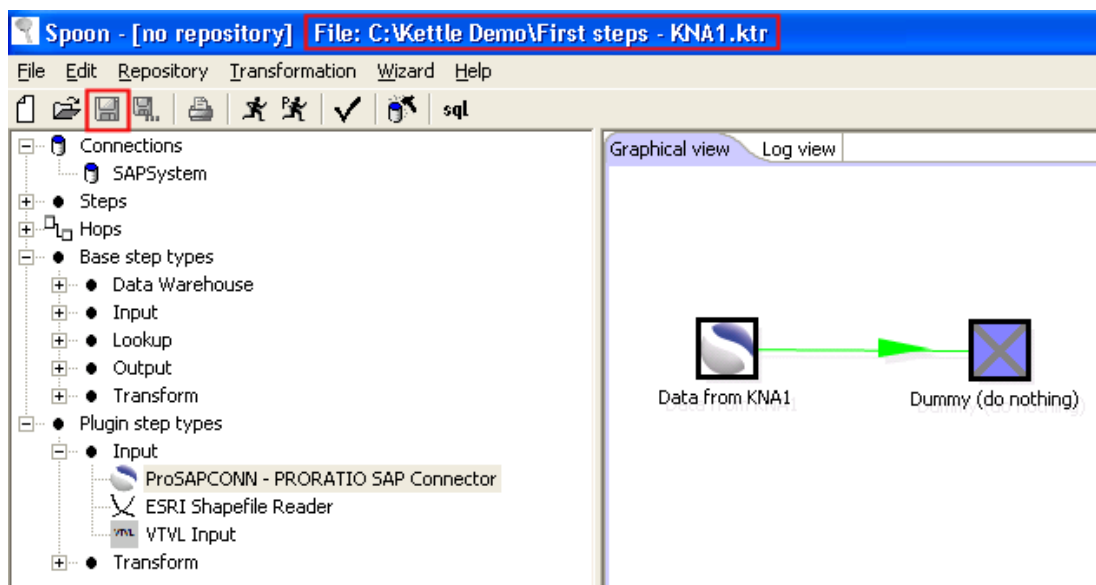 Spoon - [no repository] File: C:\Kettle Demo\First steps - KNA1.ktr
File Edit Repository Transformation Wizard Help
sql
Connections
SAPSystem
Steps
Hops
Base step types
Data Warehouse
Input
Lookup
Output
Transform
Plugin step types
Input
ProSAPCONN - PRORATIO SAP Connector
ESRI Shapefile Reader
VTVL VTVL Input
Transform
Graphical view Log view
Data from KNA1
Dummy (do nothing)